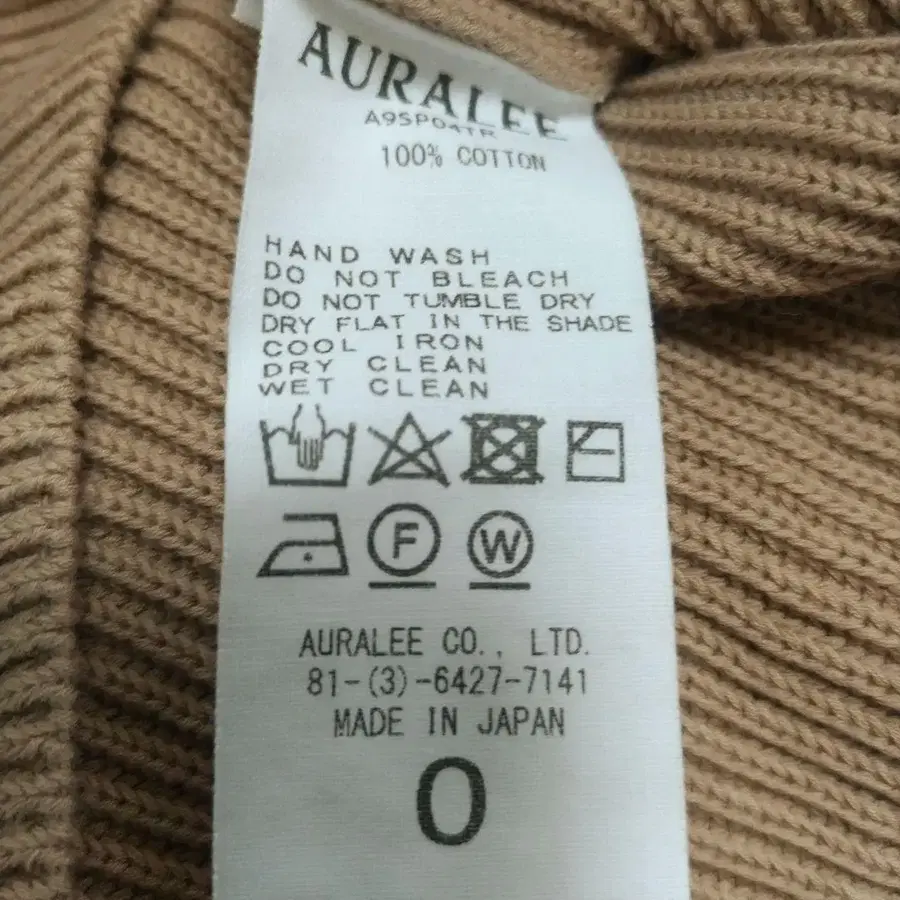 AURALEE
A9SP04TR
100% COTTON
HAND WASH
DO NOT BLEACH
DO NOT TUMBLE DRY
DRY FLAT IN THE SHADE
COOL IRON
DRY CLEAN
WET CLEAN
F W
AURALEE CO., LTD.
81-(3)-6427-7141
MADE IN JAPAN
0